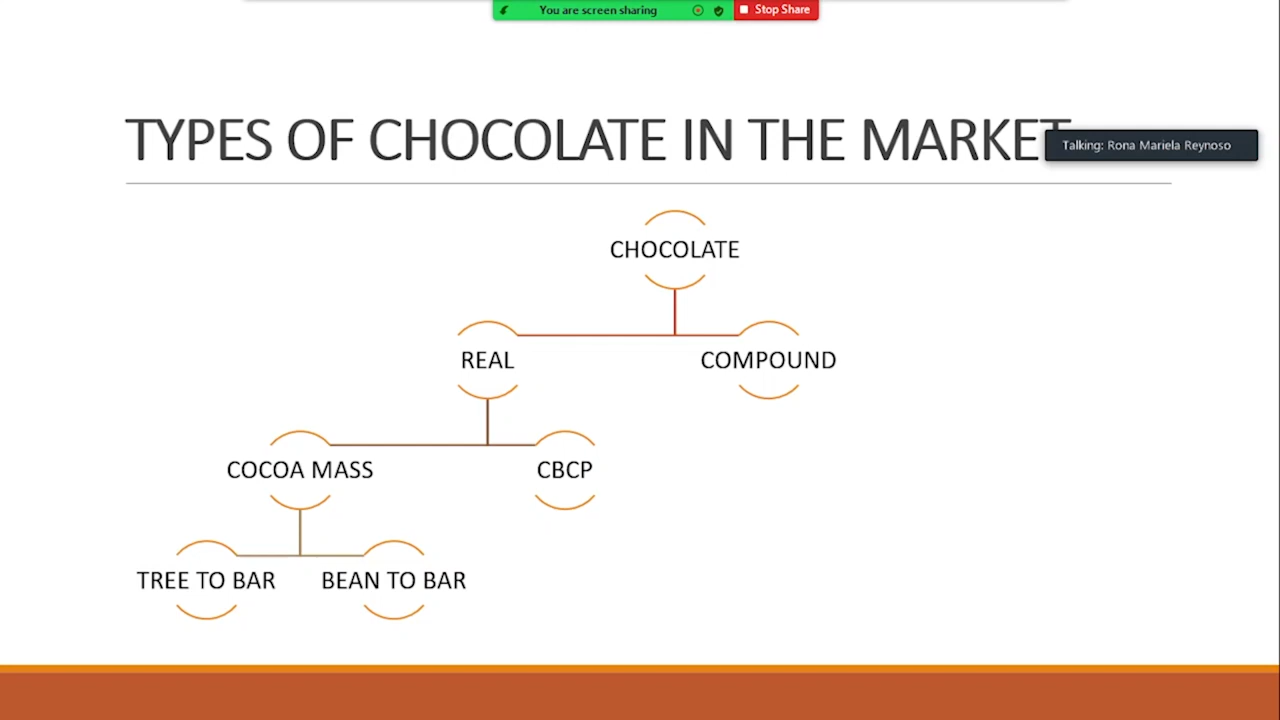 You are screen sharing
Stop Share
TYPES OF CHOCOLATE IN THE MARKET
Talking: Rona Mariela Reynoso
CHOCOLATE
REAL
COMPOUND
COCOA MASS
CBCP
TREE TO BAR
BEAN TO BAR